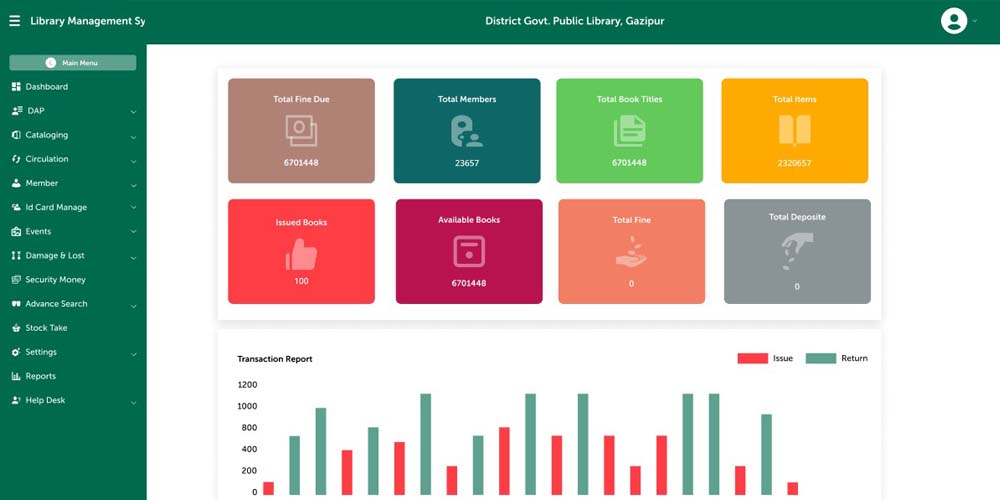 Library Management Sy
District Govt. Public Library, Gazipur
Main Menu
Dashboard
DAP
Cataloging
Circulation
Member
Id Card Manage
Events
Damage & Lost
Security Money
Advance Search
Stock Take
Settings
Reports
Help Desk
Total Fine Due
6701448
Total Members
23657
Total Book Titles
6701448
Total Items
2320657
Issued Books
100
Available Books
6701448
Total Fine
0
Total Deposite
0
Transaction Report
Issue
Return
1200
1000
800
400
200
0